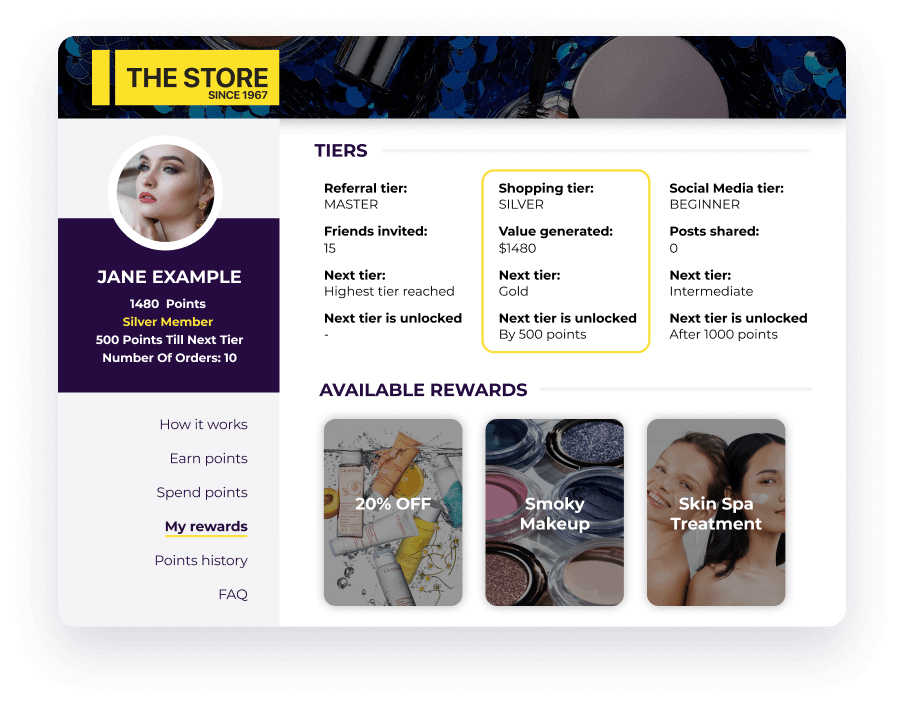 THE STORE
SINCE 1967
JANE EXAMPLE
1480 Points
Silver Member
500 Points Till Next Tier
Number Of Orders: 10
How it works
Earn points
Spend points
My rewards
Points history
FAQ
TIERS
Referral tier:
MASTER
Friends invited:
15
Next tier:
Highest tier reached
Next tier is unlocked
-
Shopping tier:
SILVER
Value generated:
$1480
Next tier:
Gold
Next tier is unlocked
By 500 points
Social Media tier:
BEGINNER
Posts shared:
0
Next tier:
Intermediate
Next tier is unlocked
After 1000 points
AVAILABLE REWARDS
20% OFF
Smoky
Makeup
Skin Spa
Treatment